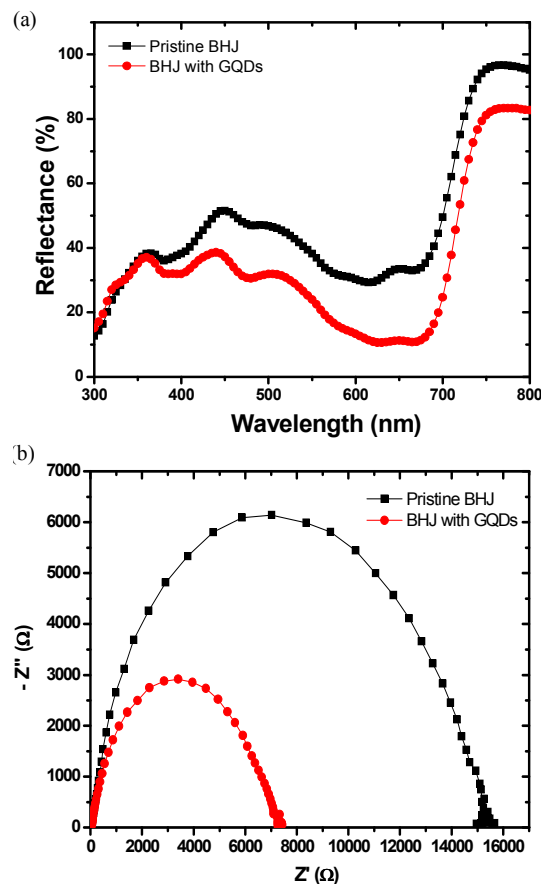 (a)
100
80
60
40
20
0
Reflectance (%)
Pristine BHJ
BHJ with GQDs
300 400 500 600 700 800
Wavelength (nm)
(b)
7000
6000
5000
4000
3000
2000
1000
0
- Z'' (Ω)
Pristine BHJ
BHJ with GQDs
0 2000 4000 6000 8000 10000 12000 14000 16000
Z' (Ω)